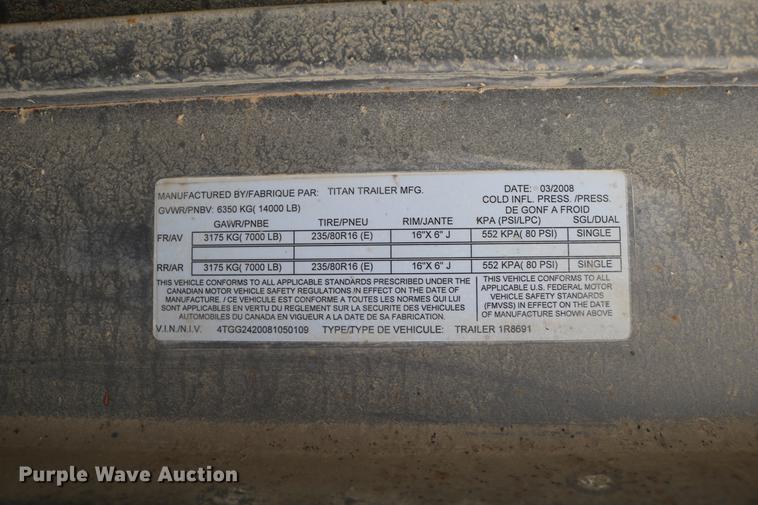 MANUFACTURED BY/FABRIQUE PAR: TITAN TRAILER MFG. DATE: 03/2008
GVWR/PNBV: 6350 KG( 14000 LB) COLD INFL. PRESS. /PRESS.
DE GONF A FROID
GAWR/PNBE TIRE/PNEU RIM/JANTE KPA (PSI/LPC) SGL/DUAL
FR/AV 3175 KG( 7000 LB) 235/80R16 (E) 16"X 6" J 552 KPA( 80 PSI) SINGLE
RR/AR 3175 KG( 7000 LB) 235/80R16 (E) 16"X 6" J 552 KPA( 80 PSI) SINGLE
THIS VEHICLE CONFORMS TO ALL APPLICABLE STANDARDS PRESCRIBED UNDER THE
CANADIAN MOTOR VEHICLE SAFETY REGULATIONS IN EFFECT ON THE DATE OF
MANUFACTURE. / CE VEHICULE EST CONFORME A TOUTES LES NORMES QUI LUI
SONT APPLICABLES EN VERTU DU REGLEMENT SUR LA SECURITE DES VEHICULES
AUTOMOBILES DU CANADA EN VIGUEUR A LA DATE DE SA FABRICATION.
THIS VEHICLE CONFORMS TO ALL
APPLICABLE U.S. FEDERAL MOTOR
VEHICLE SAFETY STANDARDS
(FMVSS) IN EFFECT ON THE DATE
OF MANUFACTURE SHOWN ABOVE
V.I.N./N.I.V. 4TGG2420081050109 TYPE/TYPE DE VEHICULE: TRAILER 1R8691
Purple Wave Auction